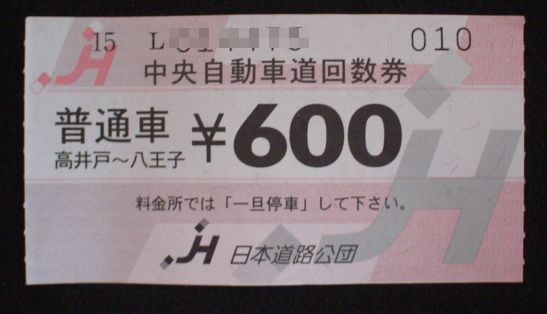 15 L 010
中央自動車道回数券
普通車 ¥600
高井戸～八王子
料金所では「一旦停車」して下さい。
JH 日本道路公団